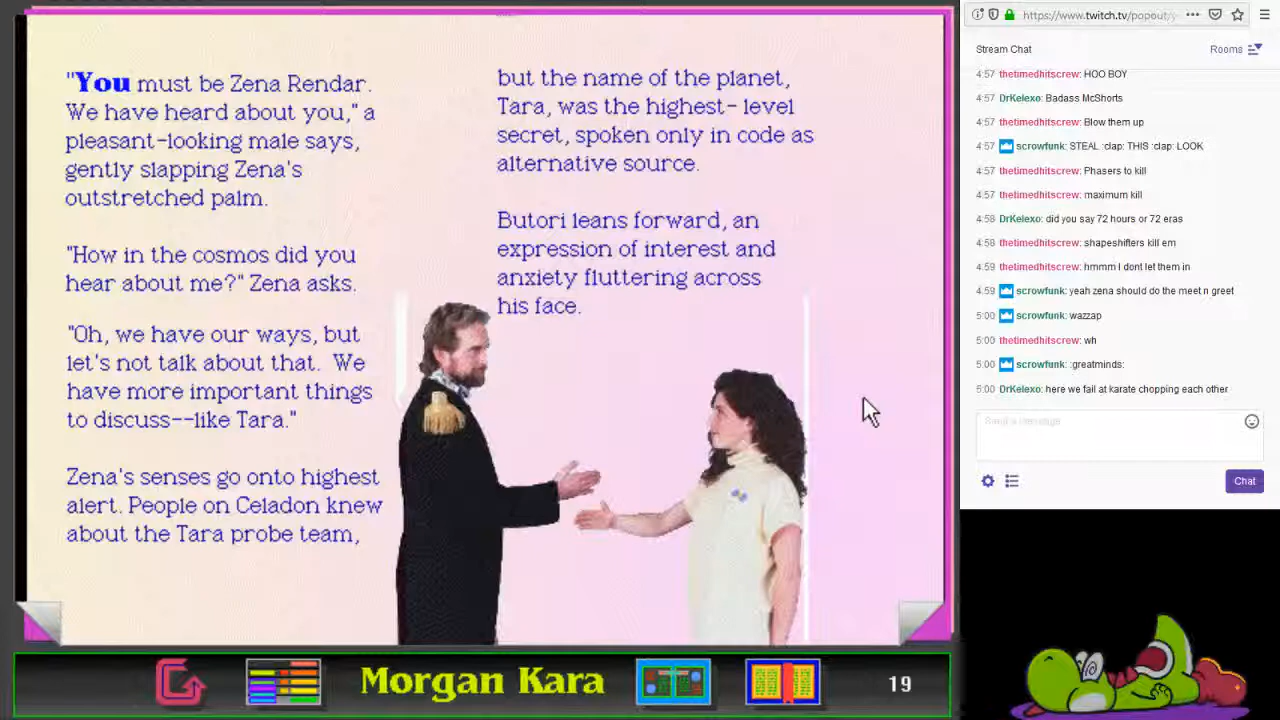 "You must be Zena Rendar.
We have heard about you," a
pleasant-looking male says,
gently slapping Zena's
outstretched palm.
"How in the cosmos did you
hear about me?" Zena asks.
"Oh, we have our ways, but
let's not talk about that. We
have more important things
to discuss--like Tara."
Zena's senses go onto highest
alert. People on Celadon knew
about the Tara probe team,
but the name of the planet,
Tara, was the highest- level
secret, spoken only in code as
alternative source.
Butori leans forward, an
expression of interest and
anxiety fluttering across
his face.
Morgan Kara
19
https://www.twitch.tv/popout/
Stream Chat
Rooms
4:57 thetimedhitscrew: HOO BOY
4:57 DrKelexo: Badass McShorts
4:57 thetimedhitscrew: Blow them up
4:57 scrowfunk: STEAL :clap: THIS :clap: LOOK
4:57 thetimedhitscrew: Phasers to kill
4:57 thetimedhitscrew: maximum kill
4:58 DrKelexo: did you say 72 hours or 72 eras
4:58 thetimedhitscrew: shapeshifters kill em
4:59 thetimedhitscrew: hmmm I dont let them in
4:59 scrowfunk: yeah zena should do the meet n greet
5:00 scrowfunk: wazzap
5:00 thetimedhitscrew: wh
5:00 scrowfunk: :greatminds:
5:00 DrKelexo: here we fail at karate chopping each other
Send a message
Chat